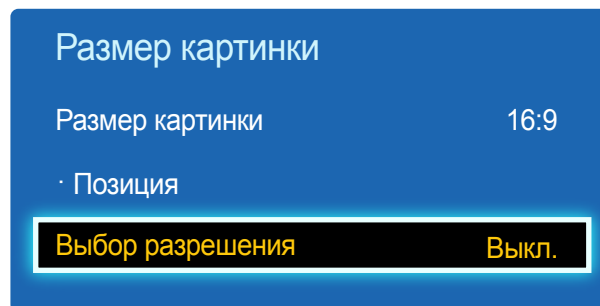 Размер картинки
Размер картинки 16:9
· Позиция
Выбор разрешения Выкл.